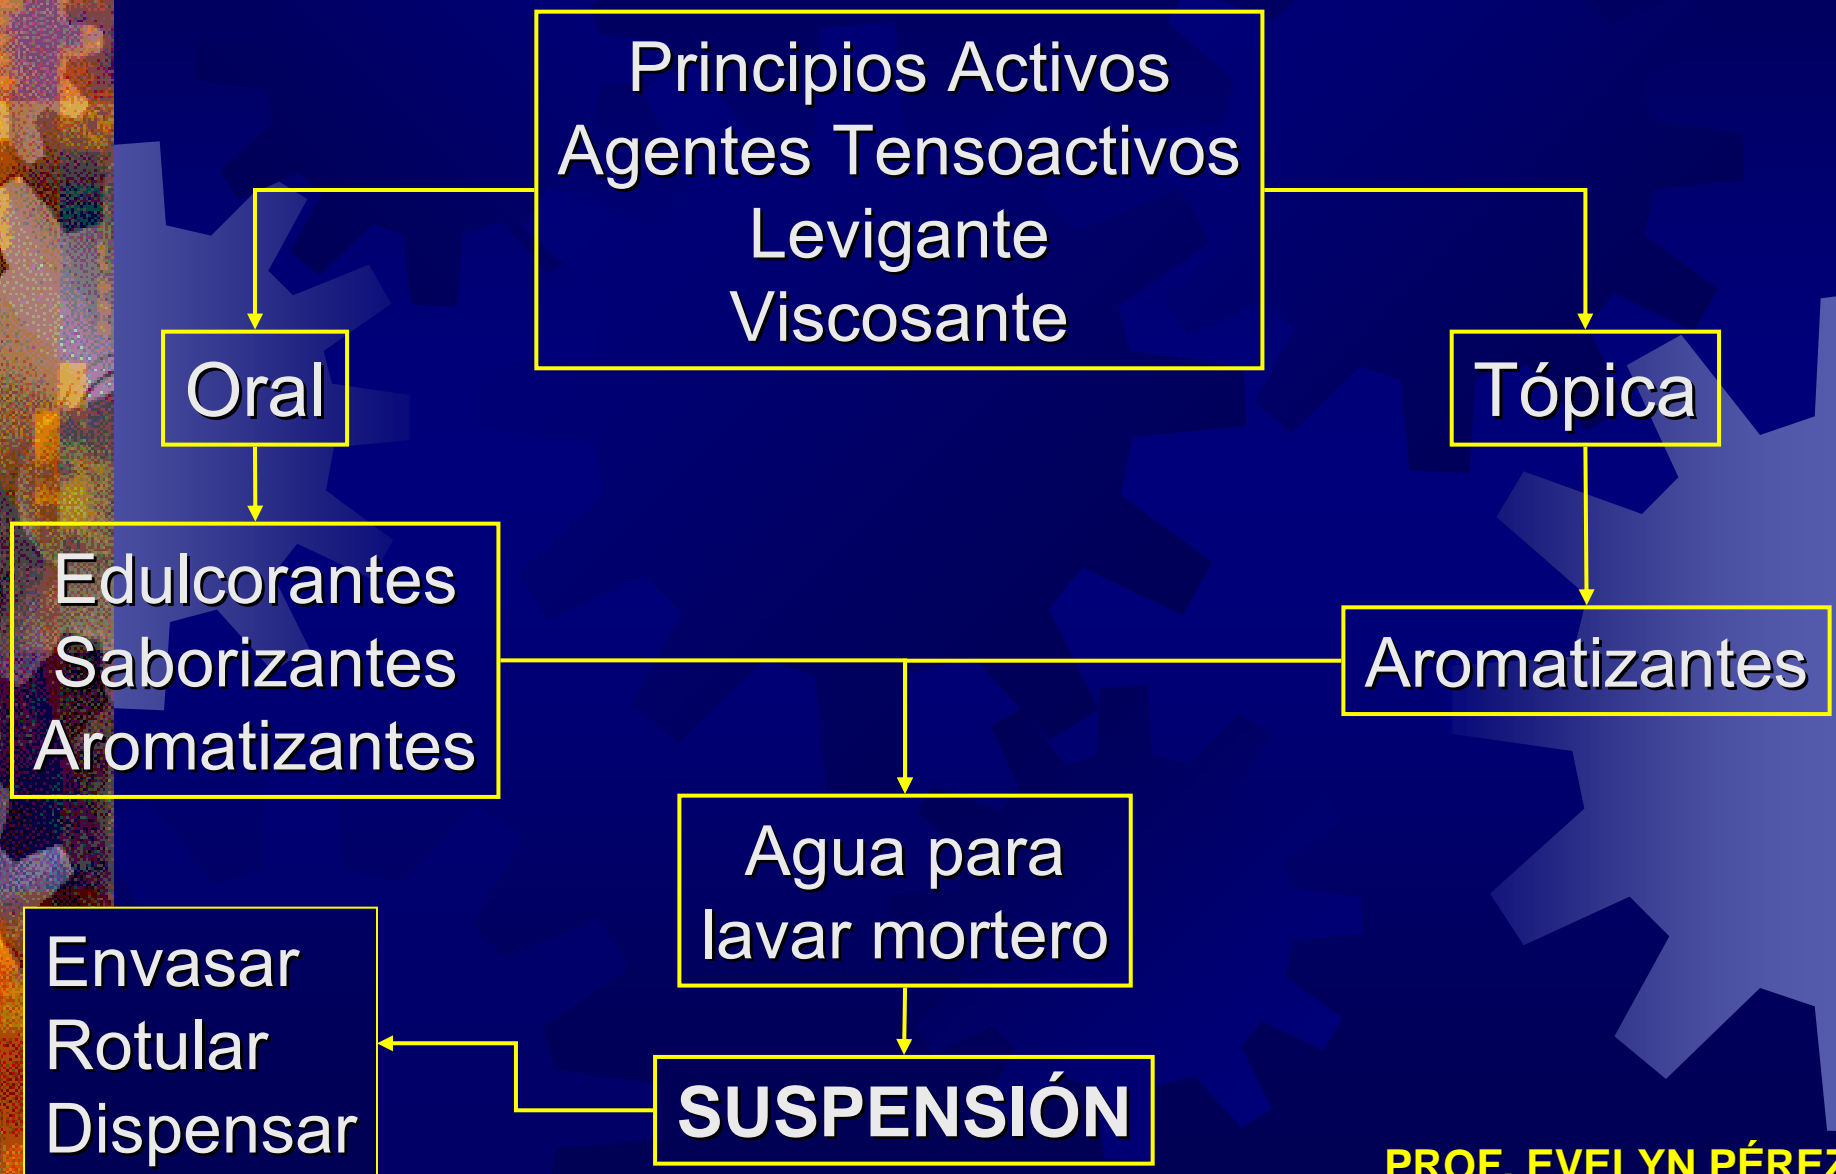 Principios Activos
Agentes Tensoactivos
Levigante
Viscosante
Oral
Tópica
Edulcorantes
Saborizantes
Aromatizantes
Aromatizantes
Agua para
lavar mortero
SUSPENSIÓN
Envasar
Rotular
Dispensar
PROF. EVELYN PÉREZ